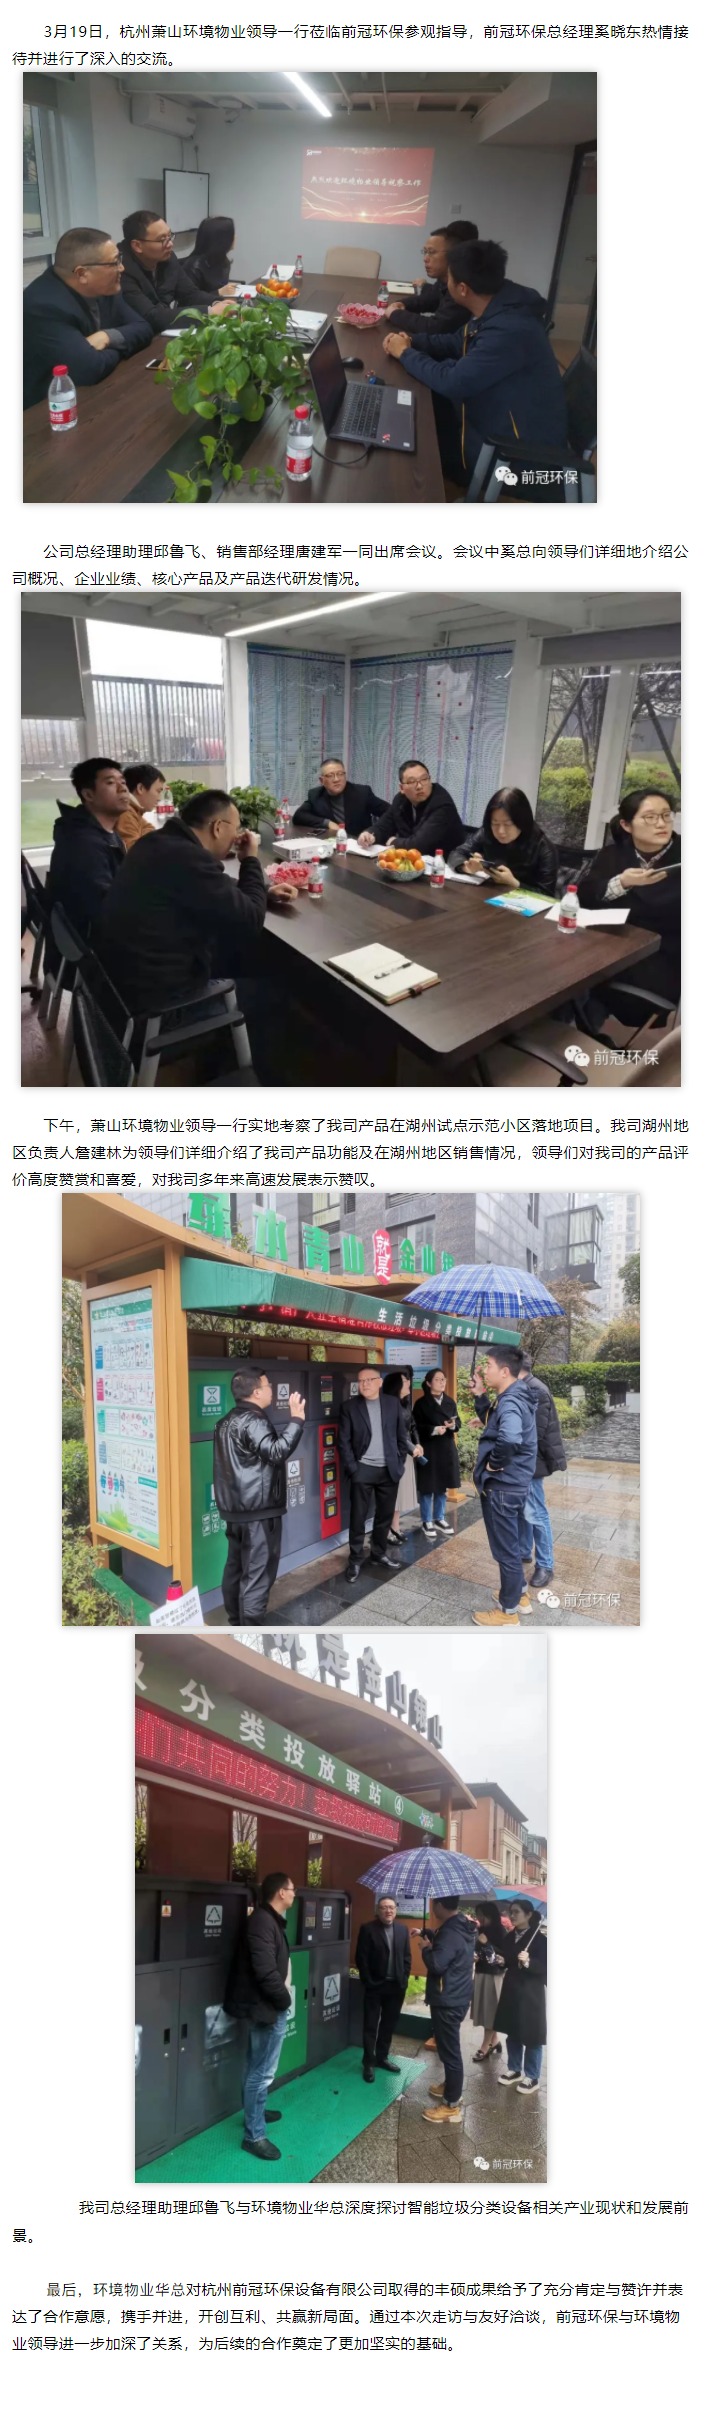 3月19日，杭州萧山环境物业领导一行莅临前冠环保参观指导，前冠环保总经理奚晓东热情接
待并进行了深入的交流。
前冠环保
公司总经理助理邱鲁飞、销售部经理唐建军一同出席会议。会议中奚总向领导们详细地介绍公
司概况、企业业绩、核心产品及产品迭代研发情况。
前冠环保
下午，萧山环境物业领导一行实地考察了我司产品在湖州试点示范小区落地项目。我司湖州地
区负责人詹建林为领导们详细介绍了我司产品功能及在湖州地区销售情况，领导们对我司的产品评
价高度赞赏和喜爱，对我司多年来高速发展表示赞叹。
水青山就是金山
生活垃圾分类
前冠环保
是金山银山
分类投放驿站④
们共同的努力！
前冠环保
我司总经理助理邱鲁飞与环境物业华总深度探讨智能垃圾分类设备相关产业现状和发展前
景。
最后，环境物业华总对杭州前冠环保设备有限公司取得的丰硕成果给予了充分肯定与赞许并表
达了合作意愿，携手并进，开创互利、共赢新局面。通过本次走访与友好洽谈，前冠环保与环境物
业领导进一步加深了关系，为后续的合作奠定了更加坚实的基础。